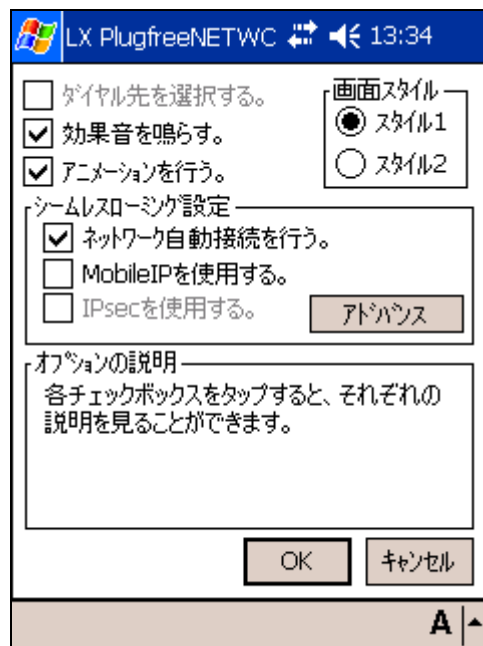 LX PlugfreeNETWC 13:34
ダイヤル先を選択する。
効果音を鳴らす。
アニメーションを行う。
画面スタイル
スタイル1
スタイル2
シームレスローミング設定
ネットワーク自動接続を行う。
MobileIPを使用する。
IPsecを使用する。
アドバンス
オプションの説明
各チェックボックスをタップすると、それぞれの
説明を見ることができます。
OK
キャンセル
A